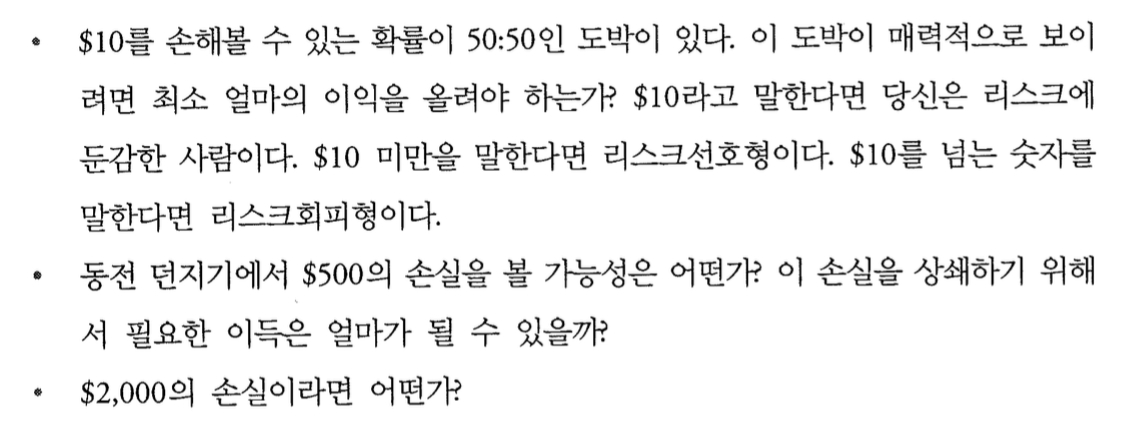 • $10를 손해볼 수 있는 확률이 50:50인 도박이 있다. 이 도박이 매력적으로 보이
려면 최소 얼마의 이익을 올려야 하는가? $10라고 말한다면 당신은 리스크에
둔감한 사람이다. $10 미만을 말한다면 리스크선호형이다. $10를 넘는 숫자를
말한다면 리스크회피형이다.
• 동전 던지기에서 $500의 손실을 볼 가능성은 어떤가? 이 손실을 상쇄하기 위해
서 필요한 이득은 얼마가 될 수 있을까?
• $2,000의 손실이라면 어떤가?